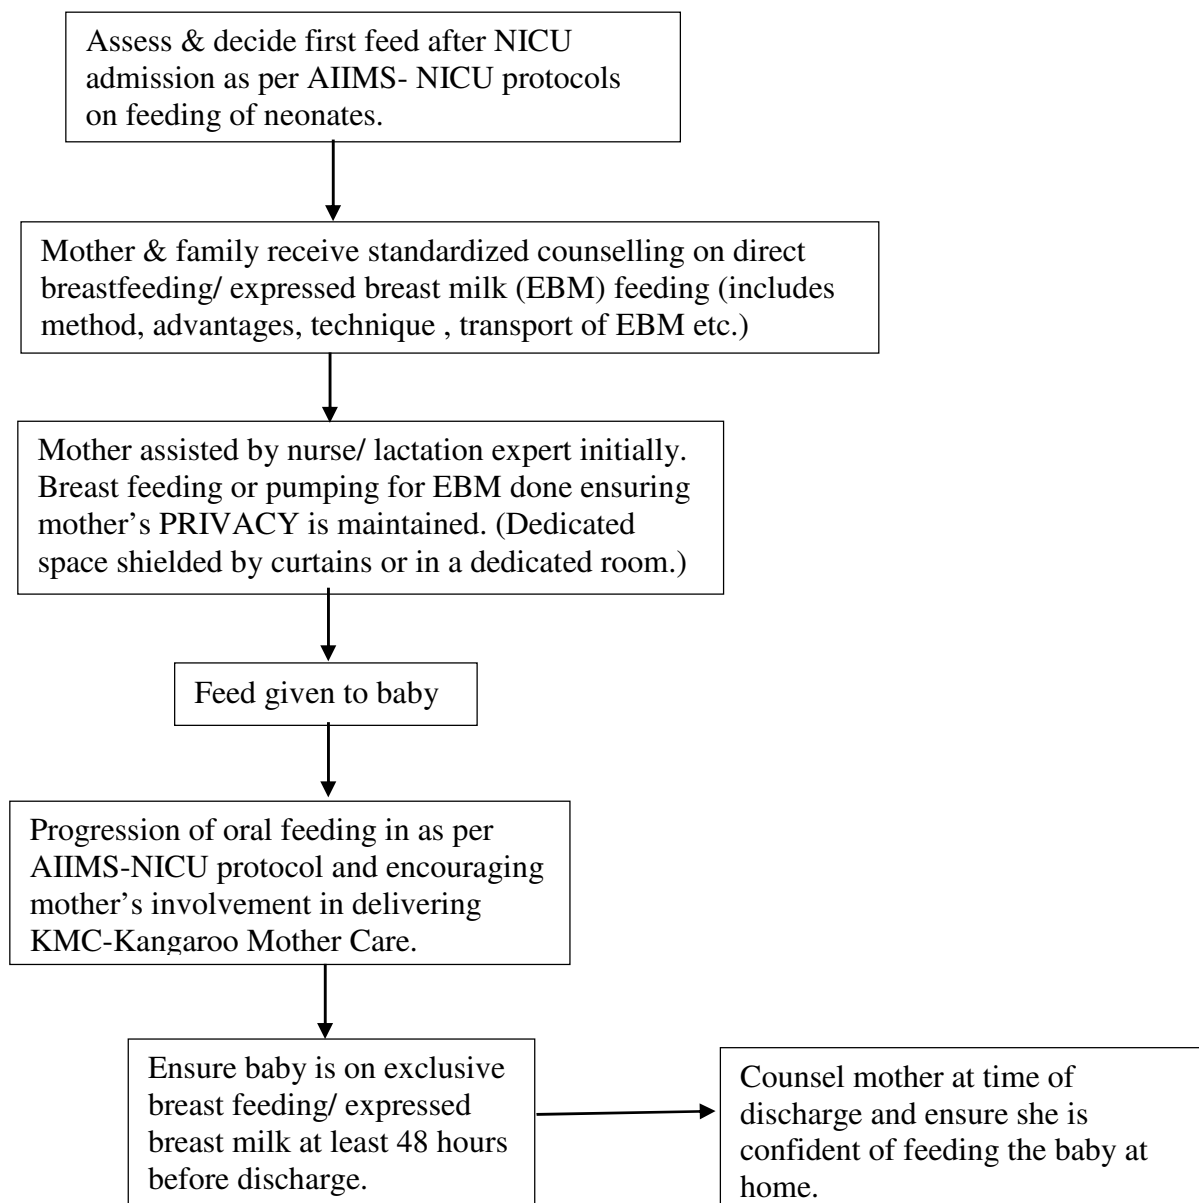 Assess & decide first feed after NICU
admission as per AIIMS- NICU protocols
on feeding of neonates.
Mother & family receive standardized counselling on direct
breastfeeding/ expressed breast milk (EBM) feeding (includes
method, advantages, technique , transport of EBM etc.)
Mother assisted by nurse/ lactation expert initially.
Breast feeding or pumping for EBM done ensuring
mother’s PRIVACY is maintained. (Dedicated
space shielded by curtains or in a dedicated room.)
Feed given to baby
Progression of oral feeding in as per
AIIMS-NICU protocol and encouraging
mother’s involvement in delivering
KMC-Kangaroo Mother Care.
Ensure baby is on exclusive
breast feeding/ expressed
breast milk at least 48 hours
before discharge.
Counsel mother at time of
discharge and ensure she is
confident of feeding the baby at
home.